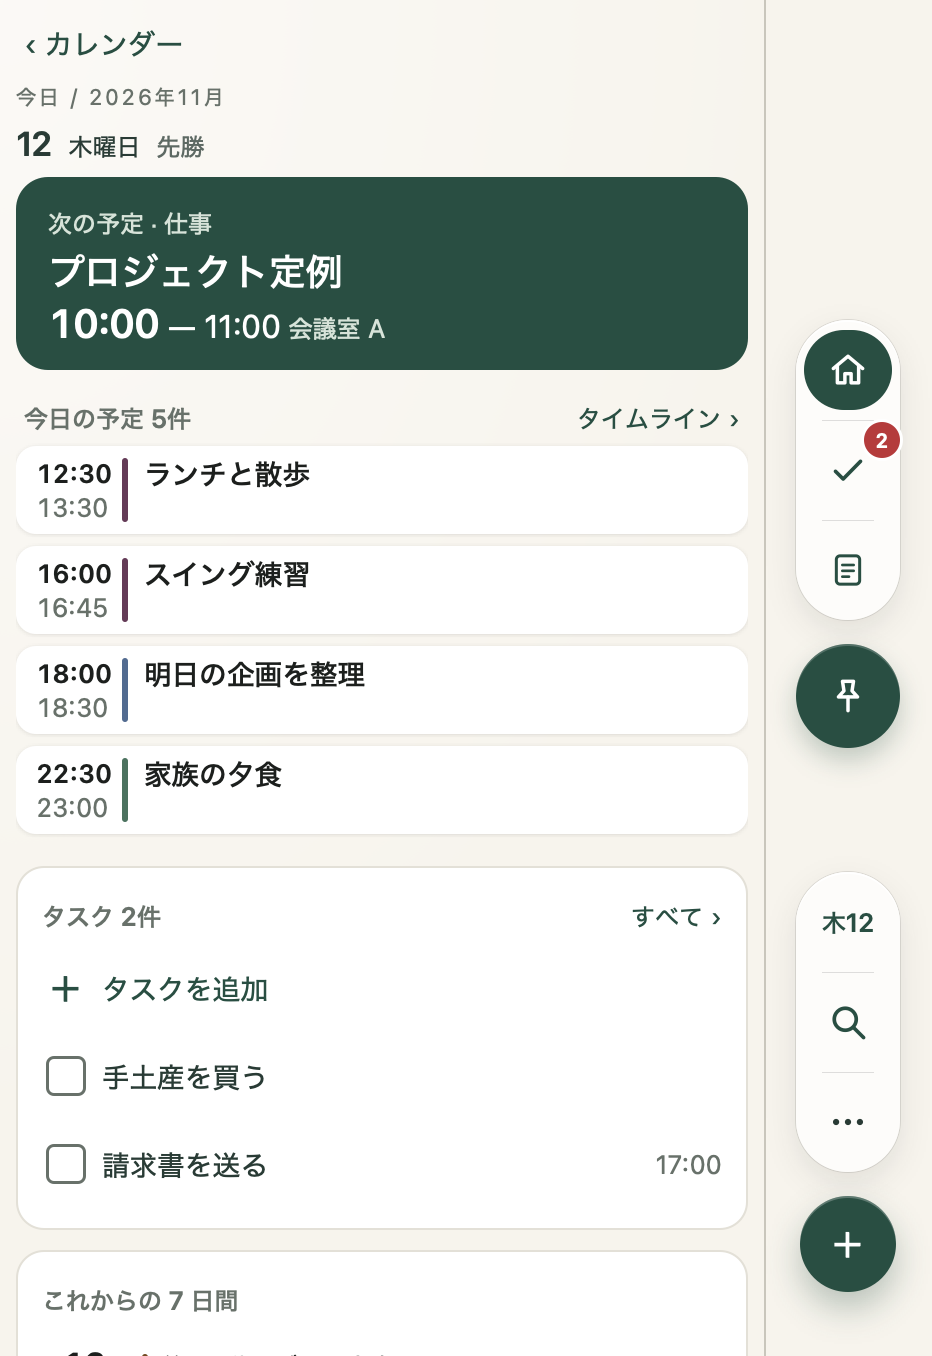 ‹ カレンダー
今日 / 2026年11月
12 木曜日 先勝
次の予定 · 仕事
プロジェクト定例
10:00 — 11:00 会議室 A
今日の予定 5件
タイムライン ›
12:30 ランチと散歩
13:30
16:00 スイング練習
16:45
18:00 明日の企画を整理
18:30
22:30 家族の夕食
23:00
タスク 2件
すべて ›
+ タスクを追加
手土産を買う
請求書を送る 17:00
これからの 7 日間
2
木12